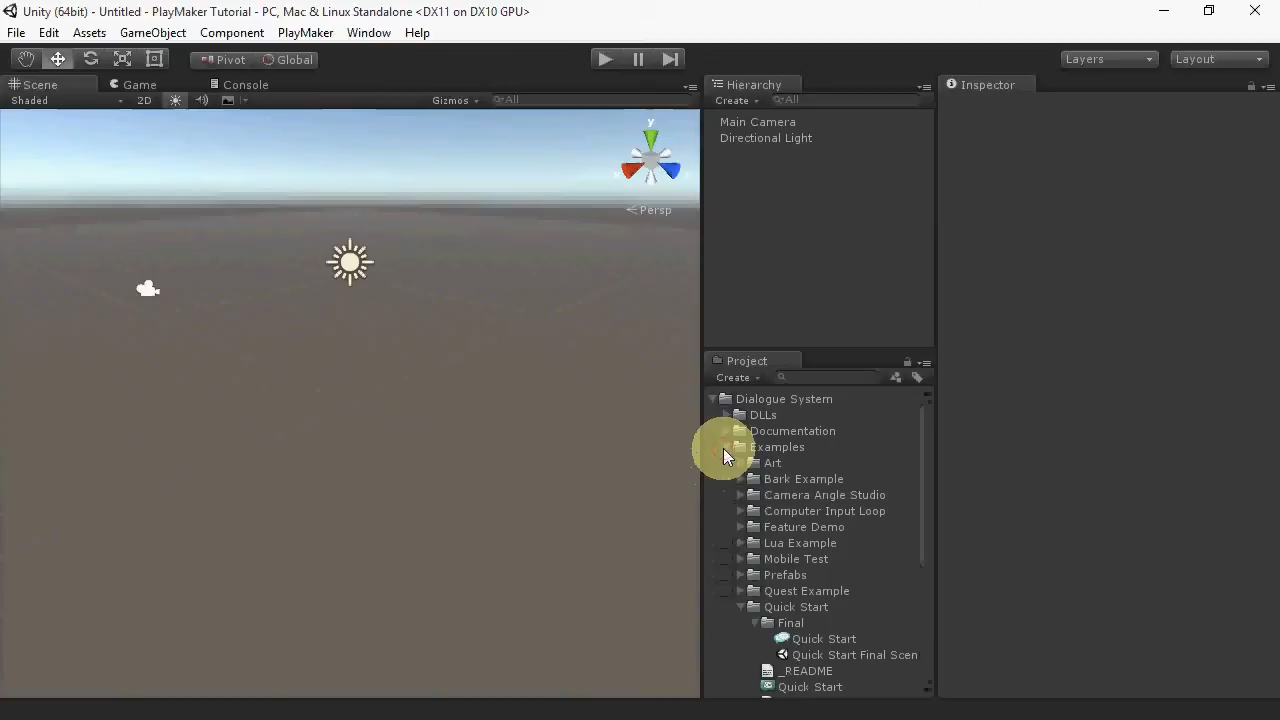 Unity (64bit) - Untitled - PlayMaker Tutorial - PC, Mac & Linux Standalone <DX11 on DX10 GPU>
File Edit Assets GameObject Component PlayMaker Window Help
Pivot Global Layers Layout
Scene Game Console
Shaded 2D Gizmos All
y
x
Persp
Hierarchy
Create All
Main Camera
Directional Light
Project
Create
Dialogue System
DLLs
Documentation
Examples
Art
Bark Example
Camera Angle Studio
Computer Input Loop
Feature Demo
Lua Example
Mobile Test
Prefabs
Quest Example
Quick Start
Final
Quick Start
Quick Start Final Scen
_README
Quick Start
Inspector